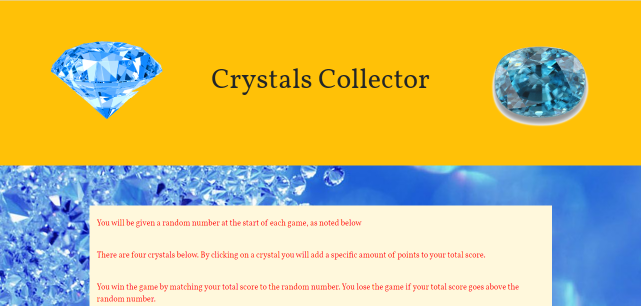 Crystals Collector
You will be given a random number at the start of each game, as noted below
There are four crystals below. By clicking on a crystal you will add a specific amount of points to your total score.
You win the game by matching your total score to the random number. You lose the game if your total score goes above the
random number.